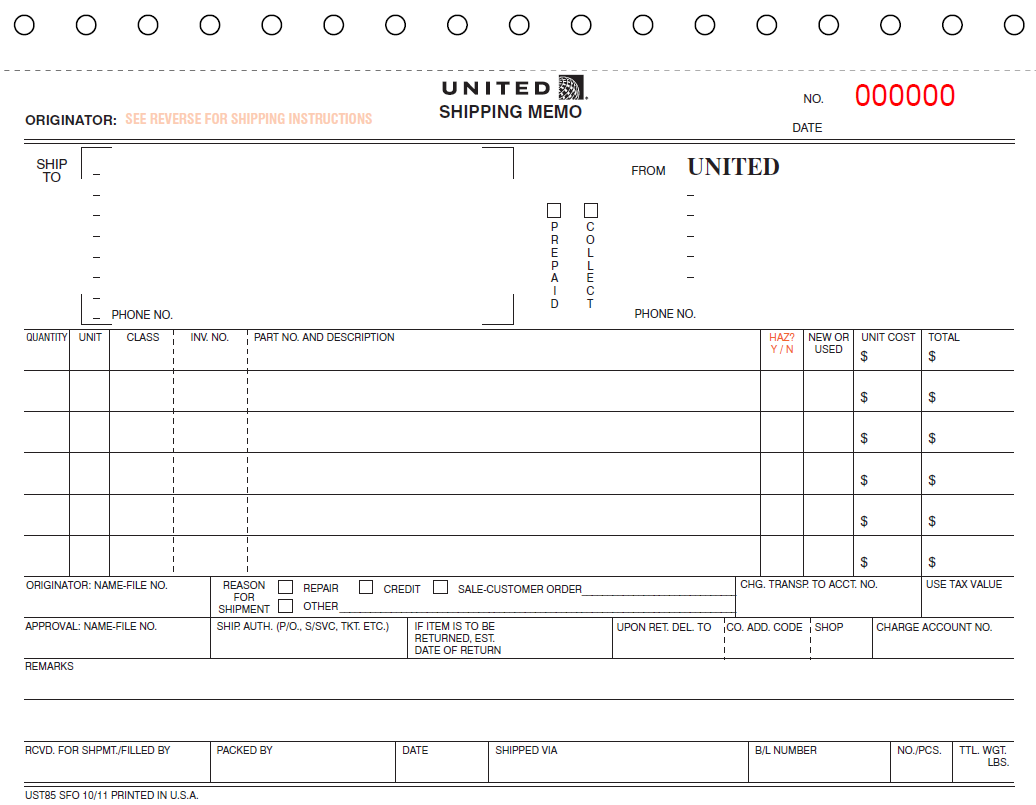 UNITED
SHIPPING MEMO
NO. 000000
ORIGINATOR: SEE REVERSE FOR SHIPPING INSTRUCTIONS
DATE
SHIP
TO
FROM UNITED
PREPAID
COLLECT
PHONE NO.
PHONE NO.
QUANTITY UNIT CLASS INV. NO. PART NO. AND DESCRIPTION HAZ? NEW OR UNIT COST TOTAL
Y / N USED
$ $
$ $
$ $
$ $
$ $
$ $
ORIGINATOR: NAME-FILE NO.
REASON
FOR
SHIPMENT
REPAIR CREDIT SALE-CUSTOMER ORDER
OTHER
CHG. TRANSP. TO ACCT. NO.
USE TAX VALUE
APPROVAL: NAME-FILE NO.
SHIP. AUTH. (P/O., S/SVC, TKT. ETC.)
IF ITEM IS TO BE
RETURNED, EST.
DATE OF RETURN
UPON RET. DEL. TO
CO. ADD. CODE
SHOP
CHARGE ACCOUNT NO.
REMARKS
RCVD. FOR SHPMT./FILLED BY
PACKED BY
DATE
SHIPPED VIA
B/L NUMBER
NO./PCS.
TTL. WGT.
LBS.
UST85 SFO 10/11 PRINTED IN U.S.A.